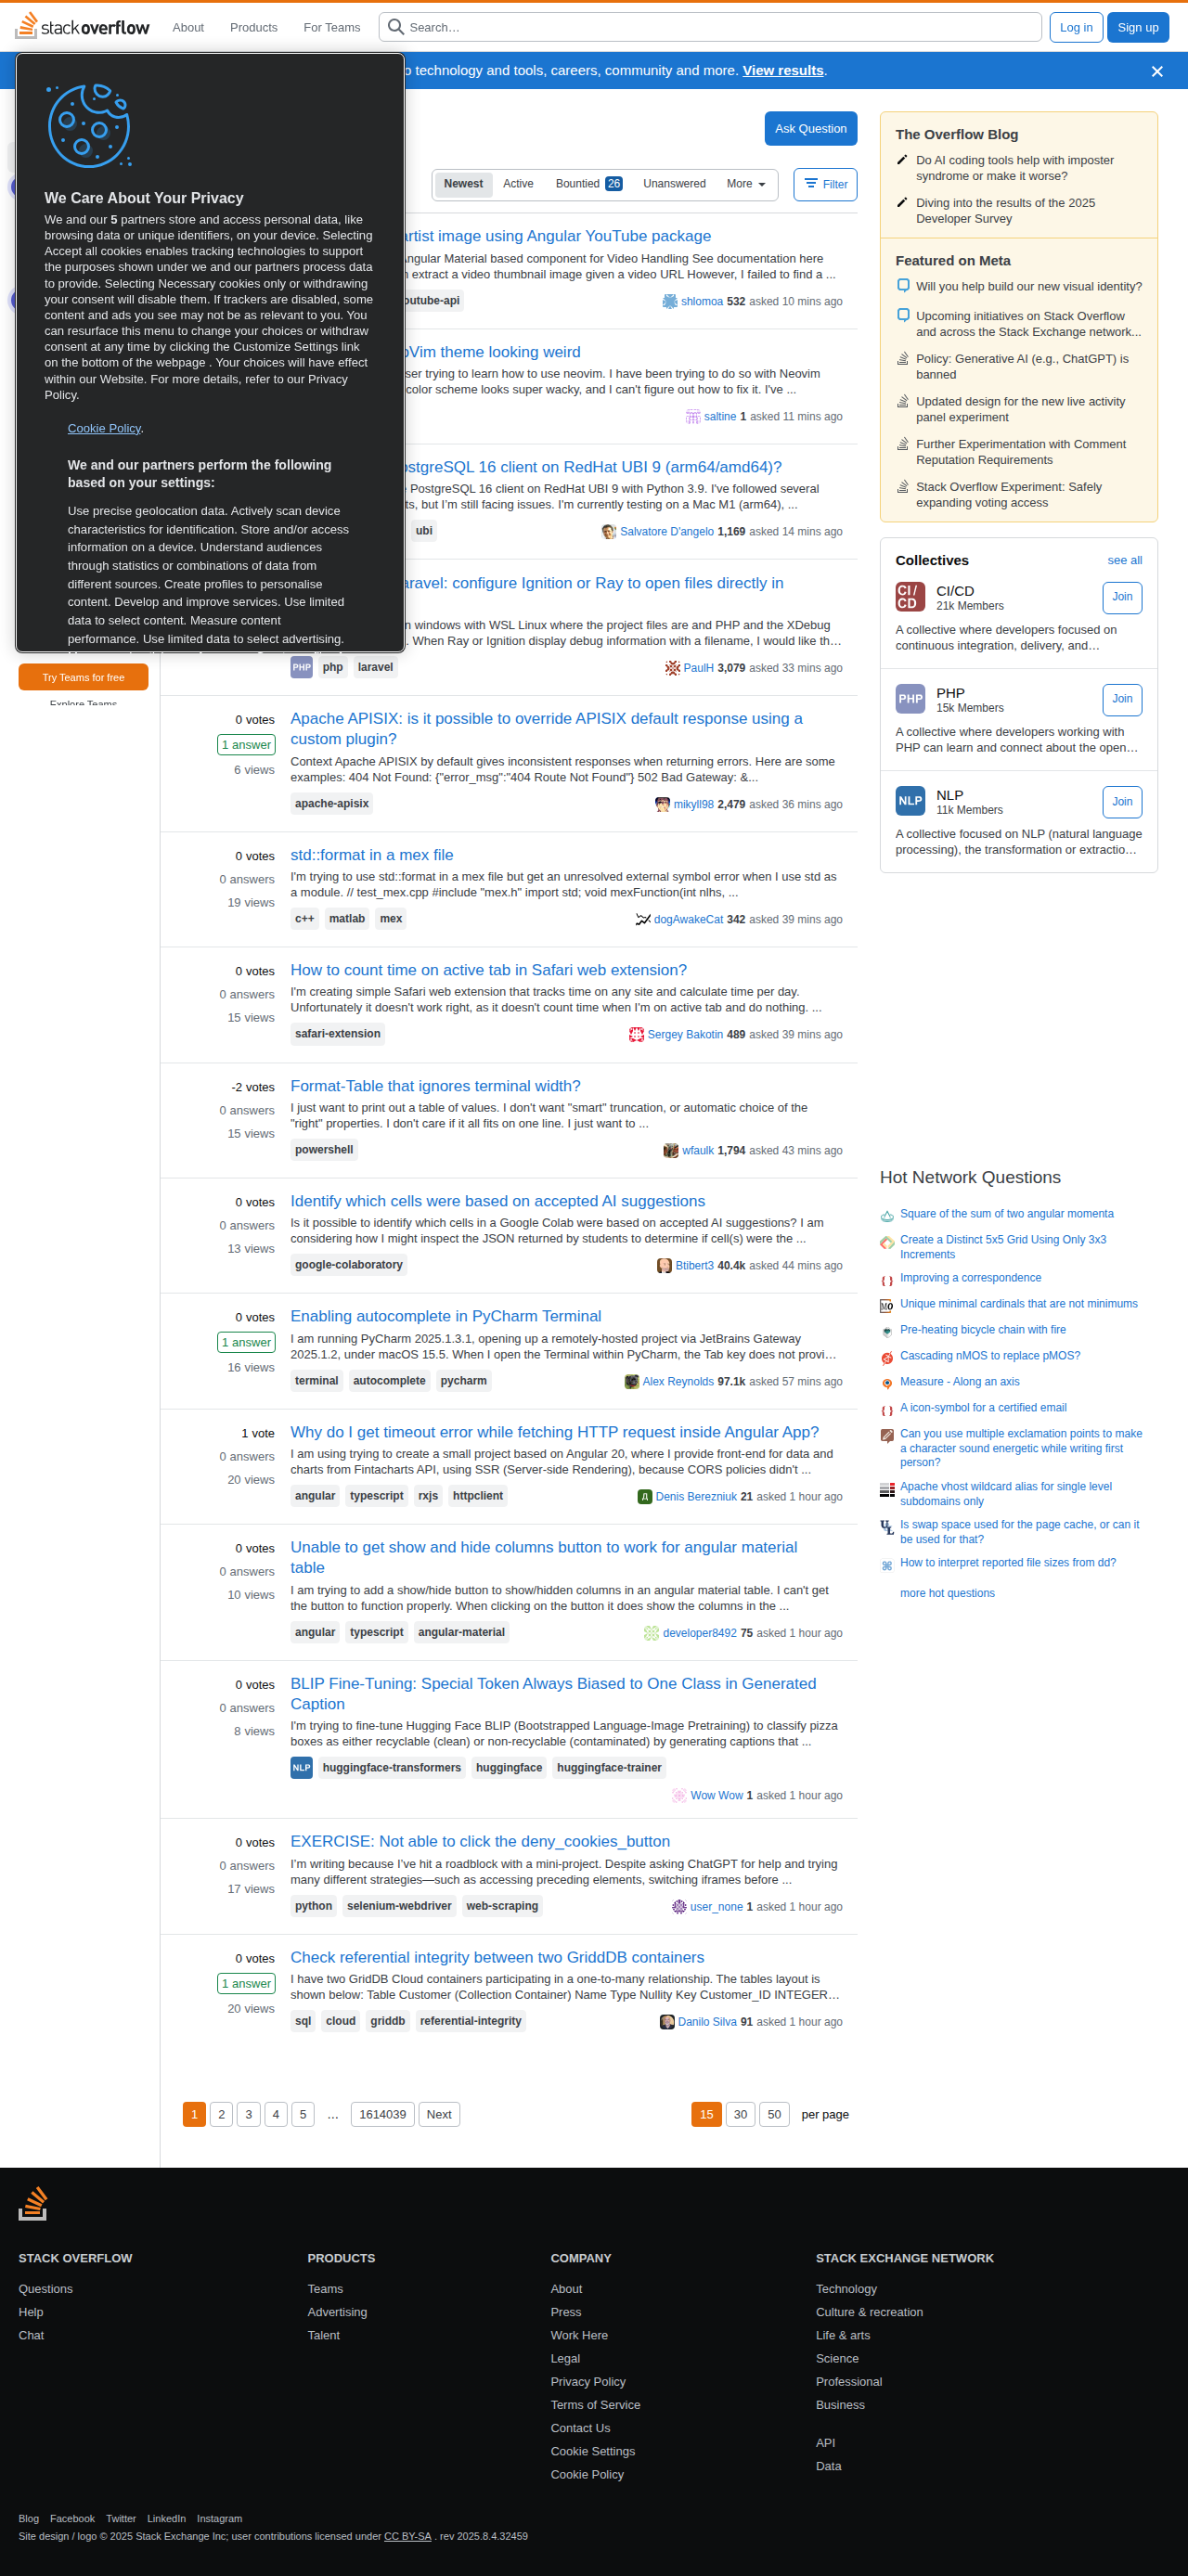 stackoverflow
About
Products
For Teams
Search…
Log in
Sign up
o technology and tools, careers, community and more. View results.
We Care About Your Privacy
We and our 5 partners store and access personal data, like
browsing data or unique identifiers, on your device. Selecting
Accept all cookies enables tracking technologies to support
the purposes shown under we and our partners process data
to provide. Selecting Necessary cookies only or withdrawing
your consent will disable them. If trackers are disabled, some
content and ads you see may not be as relevant to you. You
can resurface this menu to change your choices or withdraw
consent at any time by clicking the Customize Settings link
on the bottom of the webpage . Your choices will have effect
within our Website. For more details, refer to our Privacy
Policy.
Cookie Policy.
We and our partners perform the following
based on your settings:
Use precise geolocation data. Actively scan device
characteristics for identification. Store and/or access
information on a device. Understand audiences
through statistics or combinations of data from
different sources. Create profiles to personalise
content. Develop and improve services. Use limited
data to select content. Measure content
performance. Use limited data to select advertising.
Try Teams for free
Explore Teams
Ask Question
Newest
Active
Bountied 26
Unanswered
More
Filter
artist image using Angular YouTube package
Angular Material based component for Video Handling See documentation here
n extract a video thumbnail image given a video URL However, I failed to find a ...
outube-api
shlomoa 532 asked 10 mins ago
oVim theme looking weird
ser trying to learn how to use neovim. I have been trying to do so with Neovim
color scheme looks super wacky, and I can't figure out how to fix it. I've ...
saltine 1 asked 11 mins ago
ostgreSQL 16 client on RedHat UBI 9 (arm64/amd64)?
e PostgreSQL 16 client on RedHat UBI 9 with Python 3.9. I've followed several
ts, but I'm still facing issues. I'm currently testing on a Mac M1 (arm64), ...
ubi
Salvatore D'angelo 1,169 asked 14 mins ago
aravel: configure Ignition or Ray to open files directly in
n windows with WSL Linux where the project files are and PHP and the XDebug
. When Ray or Ignition display debug information with a filename, I would like th…
PHP
php
laravel
PaulH 3,079 asked 33 mins ago
0 votes
1 answer
6 views
Apache APISIX: is it possible to override APISIX default response using a
custom plugin?
Context Apache APISIX by default gives inconsistent responses when returning errors. Here are some
examples: 404 Not Found: {"error_msg":"404 Route Not Found"} 502 Bad Gateway: &...
apache-apisix
mikyll98 2,479 asked 36 mins ago
0 votes
0 answers
19 views
std::format in a mex file
I'm trying to use std::format in a mex file but get an unresolved external symbol error when I use std as
a module. // test_mex.cpp #include "mex.h" import std; void mexFunction(int nlhs, ...
c++
matlab
mex
dogAwakeCat 342 asked 39 mins ago
0 votes
0 answers
15 views
How to count time on active tab in Safari web extension?
I'm creating simple Safari web extension that tracks time on any site and calculate time per day.
Unfortunately it doesn't work right, as it doesn't count time when I'm on active tab and do nothing. ...
safari-extension
Sergey Bakotin 489 asked 39 mins ago
-2 votes
0 answers
15 views
Format-Table that ignores terminal width?
I just want to print out a table of values. I don't want "smart" truncation, or automatic choice of the
"right" properties. I don't care if it all fits on one line. I just want to ...
powershell
wfaulk 1,794 asked 43 mins ago
0 votes
0 answers
13 views
Identify which cells were based on accepted AI suggestions
Is it possible to identify which cells in a Google Colab were based on accepted AI suggestions? I am
considering how I might inspect the JSON returned by students to determine if cell(s) were the ...
google-colaboratory
Btibert3 40.4k asked 44 mins ago
0 votes
1 answer
16 views
Enabling autocomplete in PyCharm Terminal
I am running PyCharm 2025.1.3.1, opening up a remotely-hosted project via JetBrains Gateway
2025.1.2, under macOS 15.5. When I open the Terminal within PyCharm, the Tab key does not provi…
terminal
autocomplete
pycharm
Alex Reynolds 97.1k asked 57 mins ago
1 vote
0 answers
20 views
Why do I get timeout error while fetching HTTP request inside Angular App?
I am using trying to create a small project based on Angular 20, where I provide front-end for data and
charts from Fintacharts API, using SSR (Server-side Rendering), because CORS policies didn't ...
angular
typescript
rxjs
httpclient
Denis Berezniuk 21 asked 1 hour ago
0 votes
0 answers
10 views
Unable to get show and hide columns button to work for angular material
table
I am trying to add a show/hide button to show/hidden columns in an angular material table. I can't get
the button to function properly. When clicking on the button it does show the columns in the ...
angular
typescript
angular-material
developer8492 75 asked 1 hour ago
0 votes
0 answers
8 views
BLIP Fine-Tuning: Special Token Always Biased to One Class in Generated
Caption
I'm trying to fine-tune Hugging Face BLIP (Bootstrapped Language-Image Pretraining) to classify pizza
boxes as either recyclable (clean) or non-recyclable (contaminated) by generating captions that ...
NLP
huggingface-transformers
huggingface
huggingface-trainer
Wow Wow 1 asked 1 hour ago
0 votes
0 answers
17 views
EXERCISE: Not able to click the deny_cookies_button
I’m writing because I’ve hit a roadblock with a mini-project. Despite asking ChatGPT for help and trying
many different strategies—such as accessing preceding elements, switching iframes before ...
python
selenium-webdriver
web-scraping
user_none 1 asked 1 hour ago
0 votes
1 answer
20 views
Check referential integrity between two GriddDB containers
I have two GridDB Cloud containers participating in a one-to-many relationship. The tables layout is
shown below: Table Customer (Collection Container) Name Type Nullity Key Customer_ID INTEGER…
sql
cloud
griddb
referential-integrity
Danilo Silva 91 asked 1 hour ago
1 2 3 4 5 … 1614039 Next
15 30 50 per page
The Overflow Blog
Do AI coding tools help with imposter
syndrome or make it worse?
Diving into the results of the 2025
Developer Survey
Featured on Meta
Will you help build our new visual identity?
Upcoming initiatives on Stack Overflow
and across the Stack Exchange network...
Policy: Generative AI (e.g., ChatGPT) is
banned
Updated design for the new live activity
panel experiment
Further Experimentation with Comment
Reputation Requirements
Stack Overflow Experiment: Safely
expanding voting access
Collectives
see all
CI/CD
CI/CD
21k Members
Join
A collective where developers focused on
continuous integration, delivery, and…
PHP
PHP
15k Members
Join
A collective where developers working with
PHP can learn and connect about the open…
NLP
NLP
11k Members
Join
A collective focused on NLP (natural language
processing), the transformation or extractio…
Hot Network Questions
Square of the sum of two angular momenta
Create a Distinct 5x5 Grid Using Only 3x3
Increments
Improving a correspondence
Unique minimal cardinals that are not minimums
Pre-heating bicycle chain with fire
Cascading nMOS to replace pMOS?
Measure - Along an axis
A icon-symbol for a certified email
Can you use multiple exclamation points to make
a character sound energetic while writing first
person?
Apache vhost wildcard alias for single level
subdomains only
Is swap space used for the page cache, or can it
be used for that?
How to interpret reported file sizes from dd?
more hot questions
STACK OVERFLOW
Questions
Help
Chat
PRODUCTS
Teams
Advertising
Talent
COMPANY
About
Press
Work Here
Legal
Privacy Policy
Terms of Service
Contact Us
Cookie Settings
Cookie Policy
STACK EXCHANGE NETWORK
Technology
Culture & recreation
Life & arts
Science
Professional
Business
API
Data
Blog Facebook Twitter LinkedIn Instagram
Site design / logo © 2025 Stack Exchange Inc; user contributions licensed under CC BY-SA . rev 2025.8.4.32459